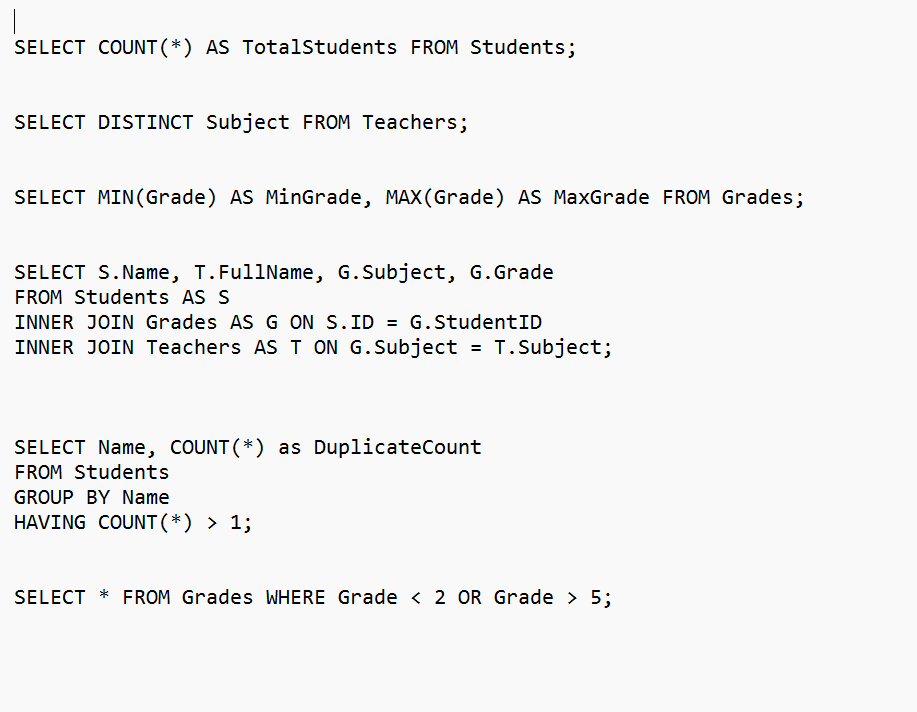 SELECT COUNT(*) AS TotalStudents FROM Students;
SELECT DISTINCT Subject FROM Teachers;
SELECT MIN(Grade) AS MinGrade, MAX(Grade) AS MaxGrade FROM Grades;
SELECT S.Name, T.FullName, G.Subject, G.Grade
FROM Students AS S
INNER JOIN Grades AS G ON S.ID = G.StudentID
INNER JOIN Teachers AS T ON G.Subject = T.Subject;
SELECT Name, COUNT(*) as DuplicateCount
FROM Students
GROUP BY Name
HAVING COUNT(*) > 1;
SELECT * FROM Grades WHERE Grade < 2 OR Grade > 5;